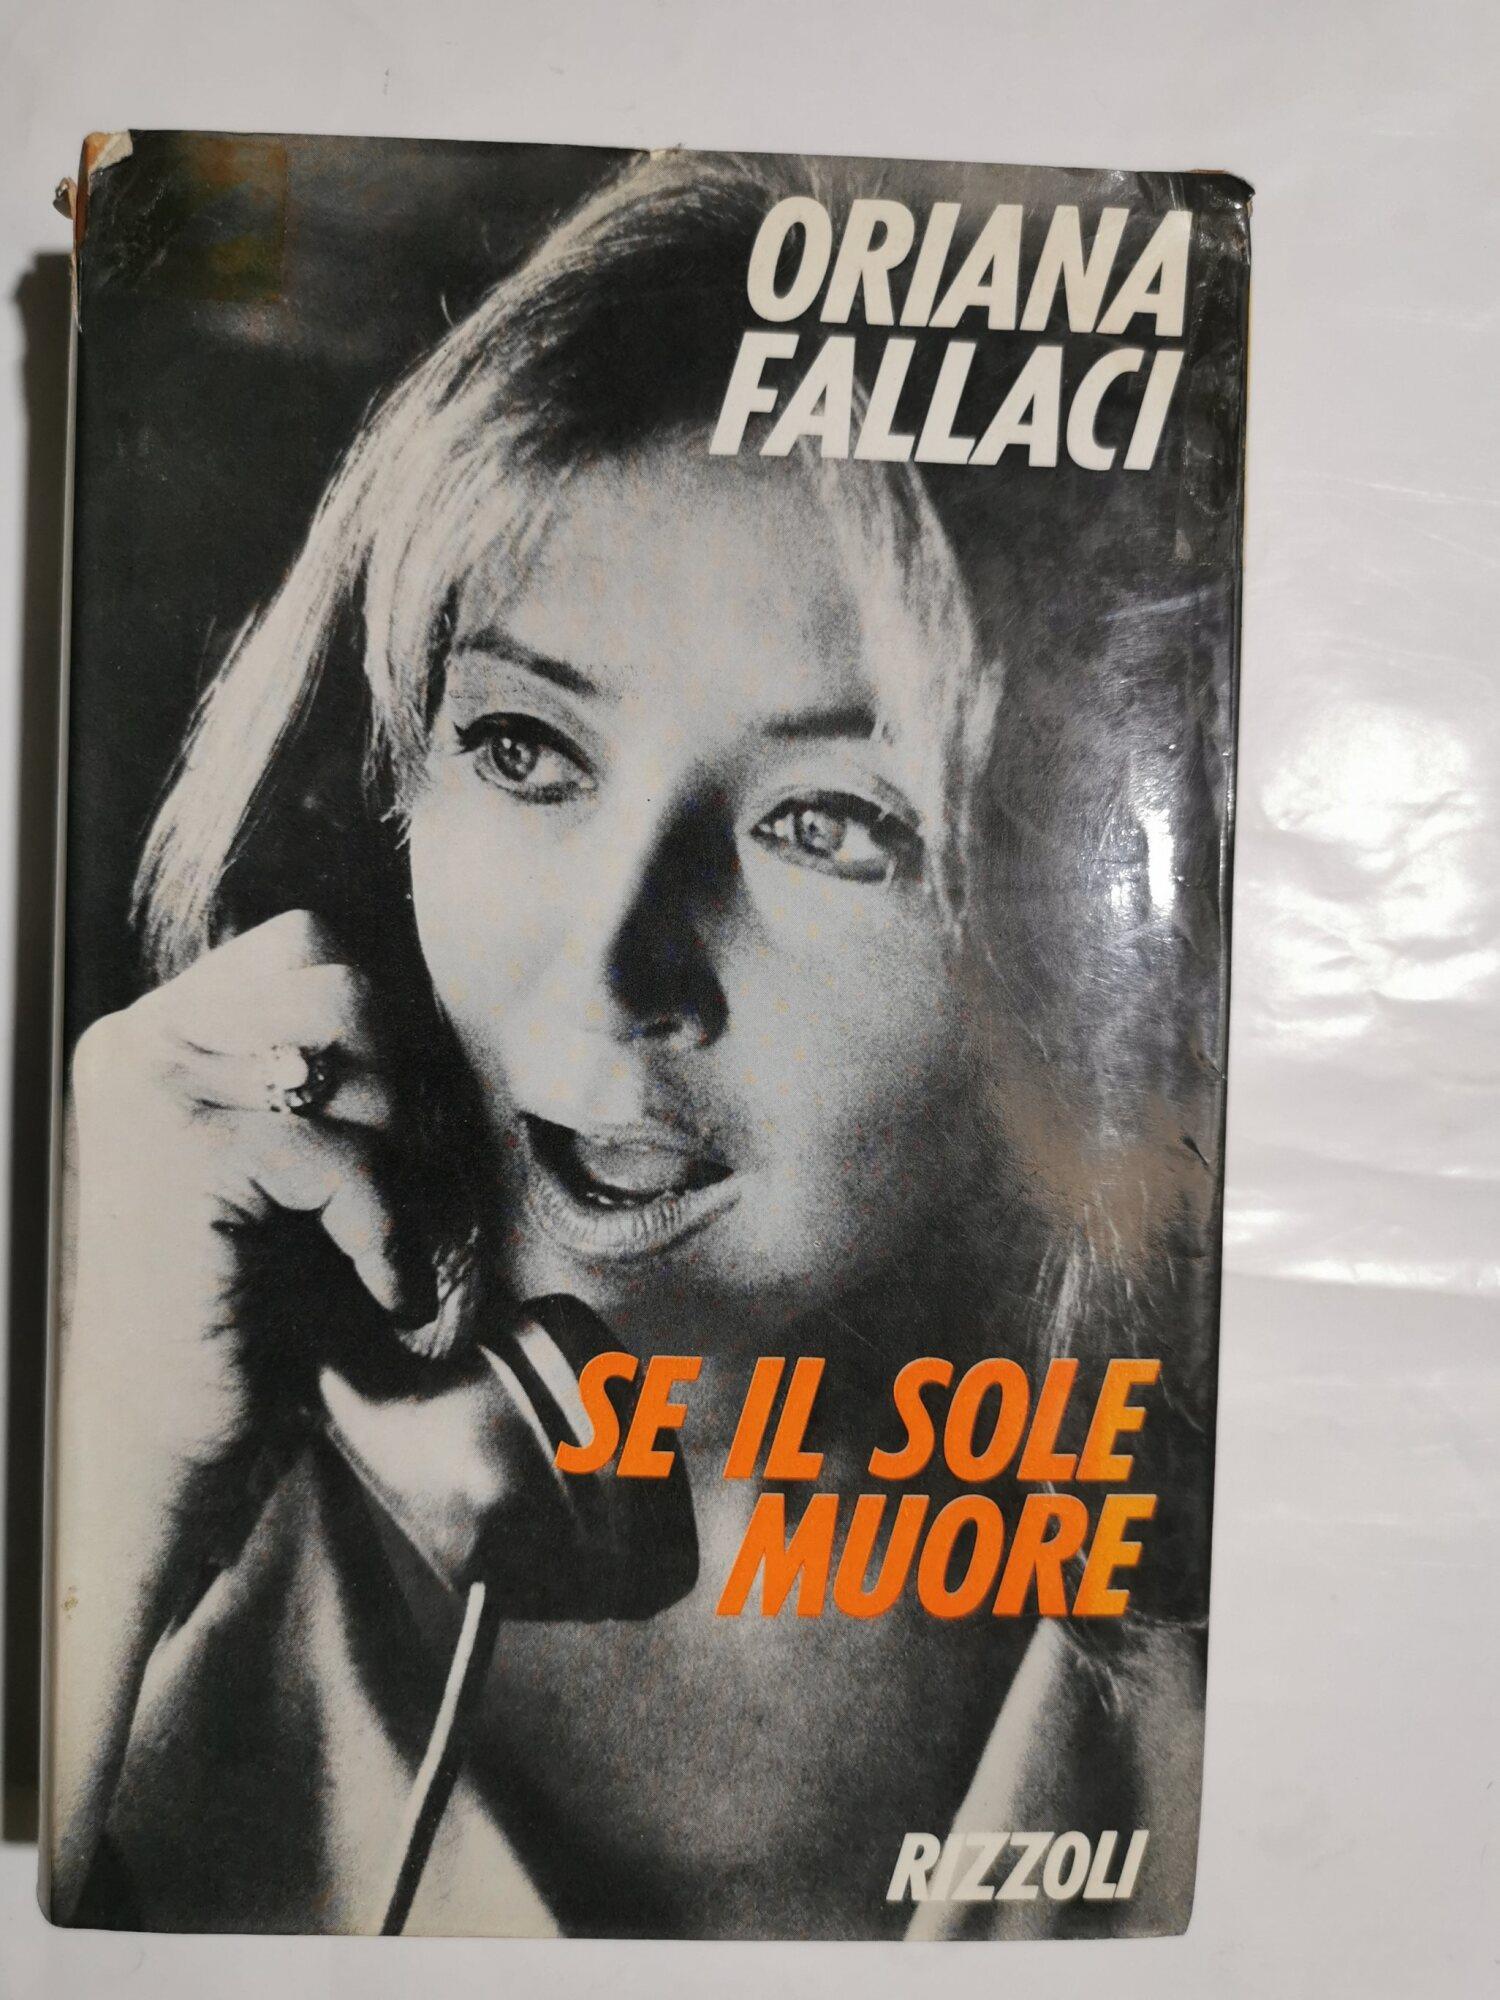 ORIANA
FALLACI
SE IL SOLE
MUORE
RIZZOLI